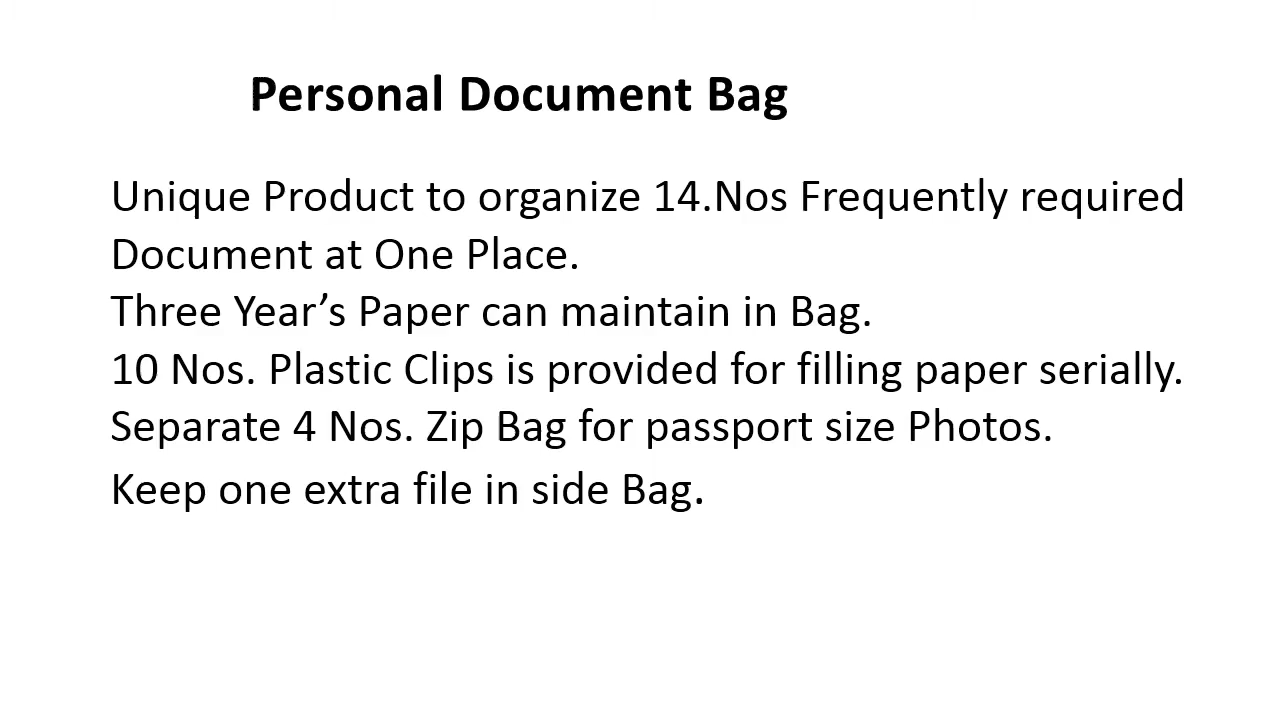 Personal Document Bag
Unique Product to organize 14.Nos Frequently required
Document at One Place.
Three Year’s Paper can maintain in Bag.
10 Nos. Plastic Clips is provided for filling paper serially.
Separate 4 Nos. Zip Bag for passport size Photos.
Keep one extra file in side Bag.